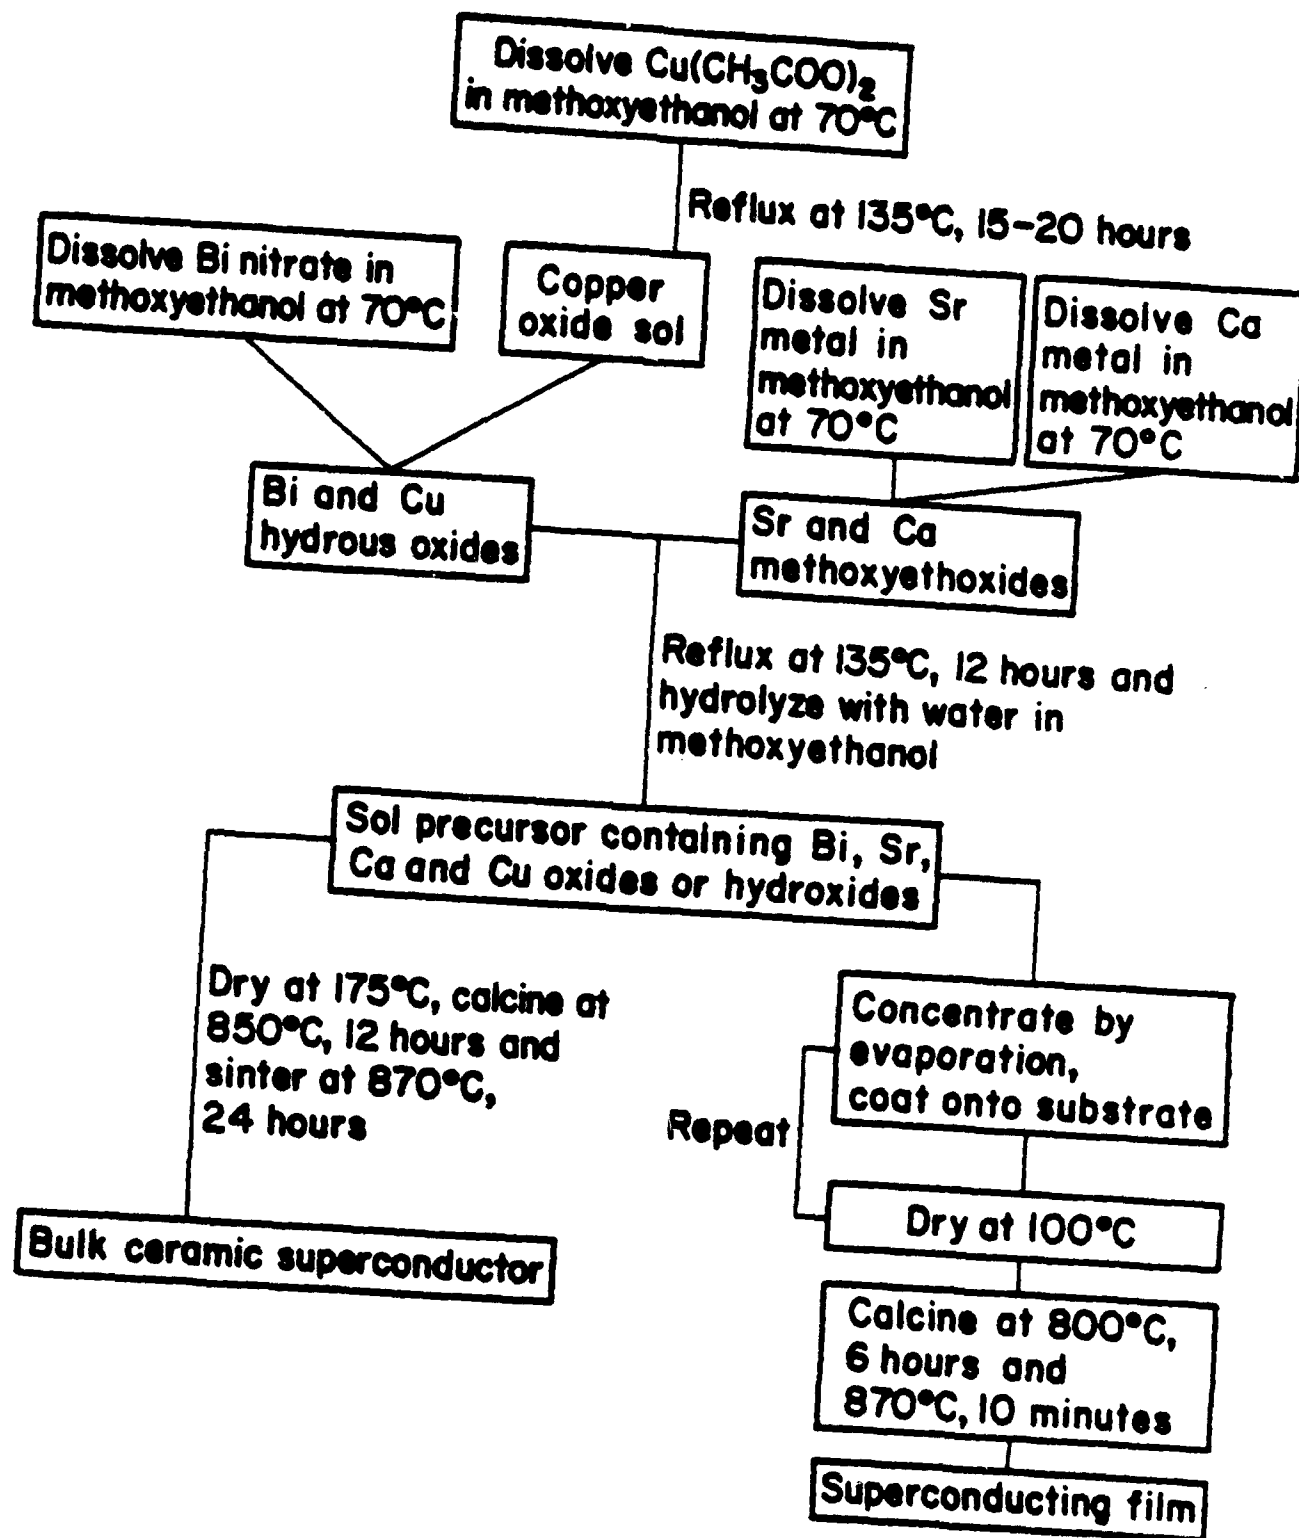 Dissolve Cu(CH₃COO)₂
in methoxyethanol at 70°C
Reflux at 135°C, 15-20 hours
Dissolve Bi nitrate in
methoxyethanol at 70°C
Copper
oxide sol
Dissolve Sr
metal in
methoxyethanol
at 70°C
Dissolve Ca
metal in
methoxyethanol
at 70°C
Bi and Cu
hydrous oxides
Sr and Ca
methoxyethoxides
Reflux at 135°C, 12 hours and
hydrolyze with water in
methoxyethanol
Sol precursor containing Bi, Sr,
Ca and Cu oxides or hydroxides
Dry at 175°C, calcine at
850°C, 12 hours and
sinter at 870°C,
24 hours
Bulk ceramic superconductor
Concentrate by
evaporation,
coat onto substrate
Repeat
Dry at 100°C
Calcine at 800°C,
6 hours and
870°C, 10 minutes
Superconducting film